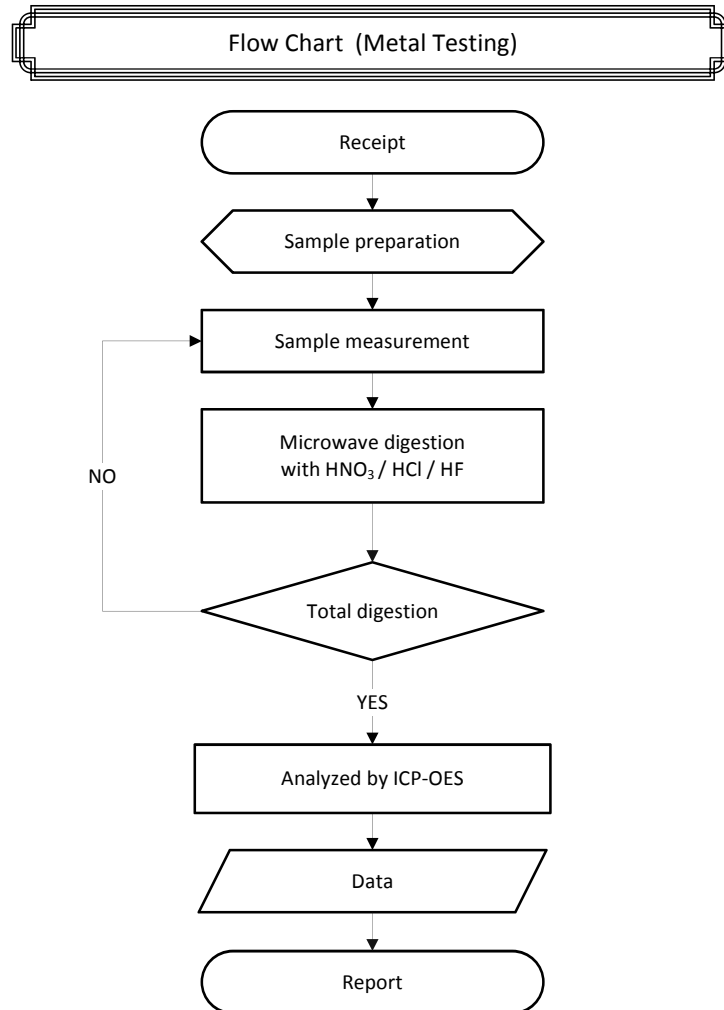 Flow Chart (Metal Testing)
Receipt
Sample preparation
Sample measurement
Microwave digestion
with HNO₃ / HCl / HF
NO
Total digestion
YES
Analyzed by ICP-OES
Data
Report